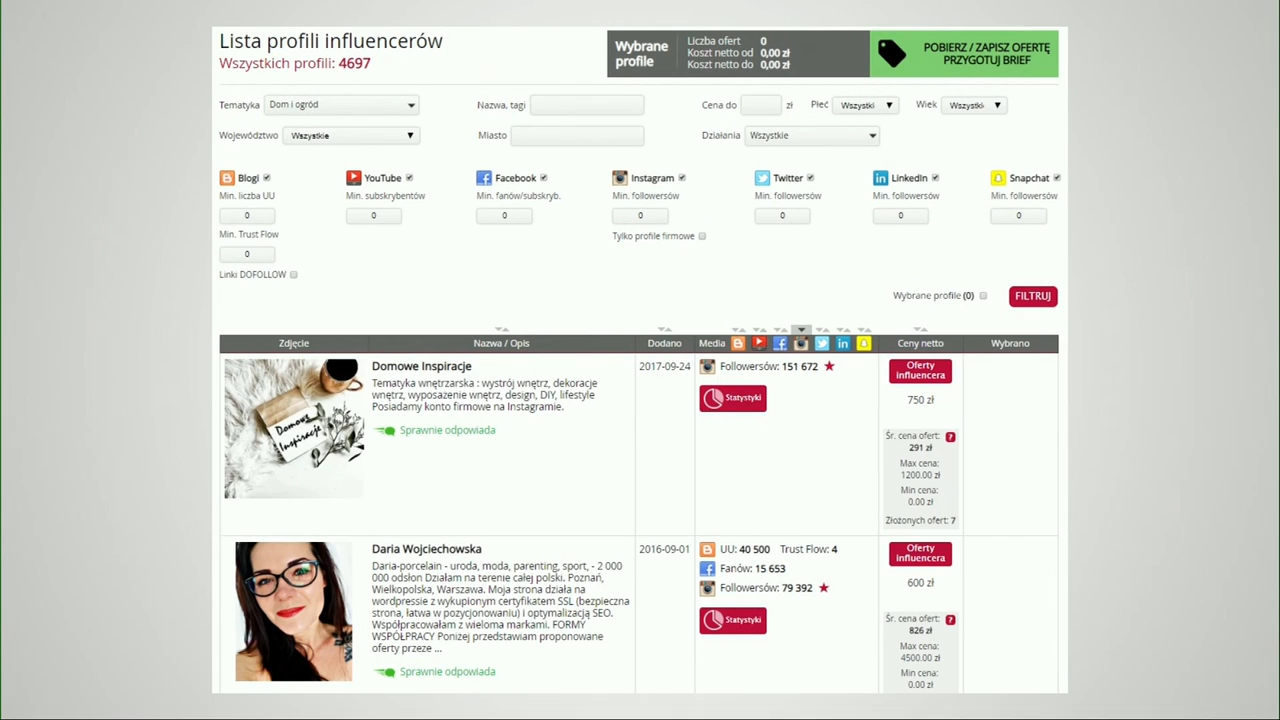 Lista profili influencerów
Wszystkich profili: 4697
Wybrane profile
Liczba ofert 0
Koszt netto od 0,00 zł
Koszt netto do 0,00 zł
POBIERZ / ZAPISZ OFERTĘ
PRZYGOTUJ BRIEF
Tematyka Dom i ogród
Nazwa, tagi
Cena do zł
Płeć Wszystki
Wiek Wszystki
Województwo Wszystkie
Miasto
Działania Wszystkie
Blogi
YouTube
Facebook
Instagram
Twitter
LinkedIn
Snapchat
Min. liczba UU
Min. subskrybentów
Min. fanów/subskryb.
Min. followersów
Min. followersów
Min. followersów
Min. followersów
0 0 0 0 0 0 0
Min. Trust Flow
Tylko profile firmowe
0
Linki DOFOLLOW
Wybrane profile (0)
FILTRUJ
Zdjęcie Nazwa / Opis Dodano Media Ceny netto Wybrano
Domowe Inspiracje
Domowe Inspiracje
Tematyka wnętrzarska : wystrój wnętrz, dekoracje
wnętrz, wyposazenie wnętrz, design, DIY, lifestyle
Posiadamy konto firmowe na Instagramie.
Sprawnie odpowiada
2017-09-24
Followersów: 151 672
Statystyki
Oferty
influencera
750 zł
Śr. cena ofert: ?
291 zł
Max cena:
1200.00 zł
Min cena:
0.00 zł
Złożonych ofert: 7
Daria Wojciechowska
Daria-porcelain - uroda, moda, parenting, sport, - 2 000
000 odsłon Działam na terenie całej polski. Poznań,
Wielkopolska, Warszawa. Moja strona działa na
wordpressie z wykupionym certyfikatem SSL (bezpieczna
strona, łatwa w pozycjonowaniu) i optymalizacją SEO.
Współpracowałam z wieloma markami. FORMY
WSPÓŁPRACY Ponizej przedstawiam proponowane
oferty przeze ...
Sprawnie odpowiada
2016-09-01
UU: 40 500 Trust Flow: 4
Fanów: 15 653
Followersów: 79 392
Statystyki
Oferty
influencera
600 zł
Śr. cena ofert: ?
826 zł
Max cena:
4500.00 zł
Min cena:
0.00 zł